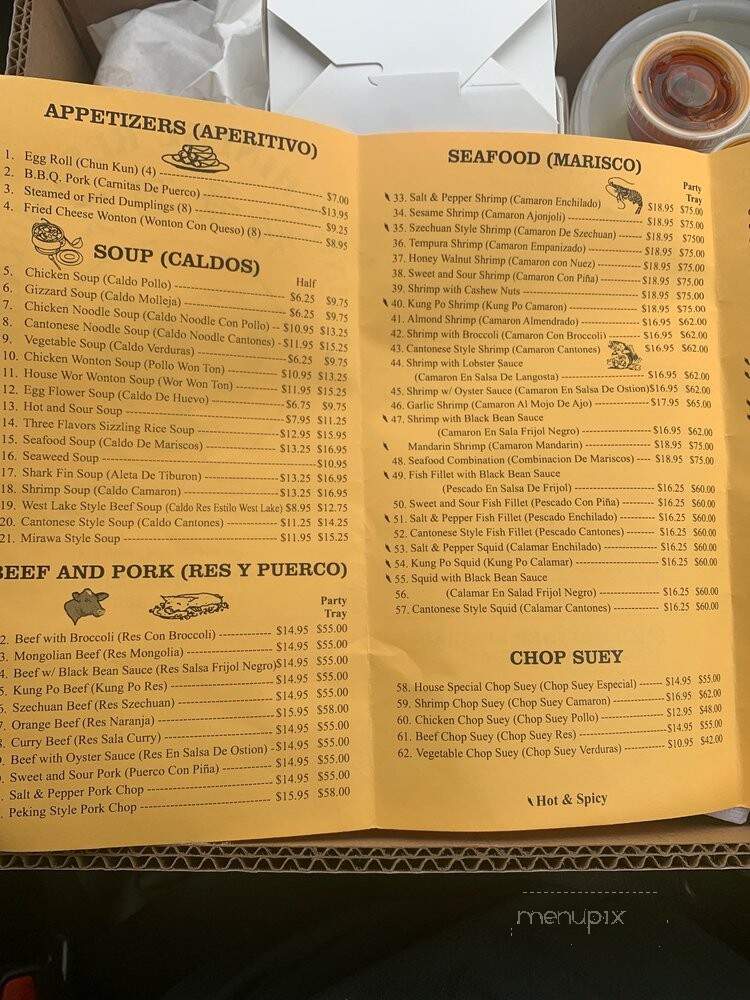 APPETIZERS (APERITIVO)
1. Egg Roll (Chun Kun) (4) $7.00
2. B.B.Q. Pork (Carnitas De Puerco) $13.95
3. Steamed or Fried Dumplings (8) $9.25
4. Fried Cheese Wonton (Wonton Con Queso) (8) $8.95
SOUP (CALDOS)
Half
5. Chicken Soup (Caldo Pollo) $6.25 $9.75
6. Gizzard Soup (Caldo Molleja) $6.25 $9.75
7. Chicken Noodle Soup (Caldo Noodle Con Pollo) -- $10.95 $13.25
8. Cantonese Noodle Soup (Caldo Noodle Cantones) - $11.95 $15.25
9. Vegetable Soup (Caldo Verduras) $6.25 $9.75
10. Chicken Wonton Soup (Pollo Won Ton) $10.95 $13.25
11. House Wor Wonton Soup (Wor Won Ton) $11.95 $15.25
12. Egg Flower Soup (Caldo De Huevo) $6.75 $9.75
13. Hot and Sour Soup $7.95 $11.25
14. Three Flavors Sizzling Rice Soup $12.95 $15.95
15. Seafood Soup (Caldo De Mariscos) $13.25 $16.95
16. Seaweed Soup $10.95
17. Shark Fin Soup (Aleta De Tiburon) $13.25 $16.95
18. Shrimp Soup (Caldo Camaron) $13.25 $16.95
19. West Lake Style Beef Soup (Caldo Res Estilo West Lake) $8.95 $12.75
20. Cantonese Style Soup (Caldo Cantones) $11.25 $14.25
21. Mirawa Style Soup $11.95 $15.25
BEEF AND PORK (RES Y PUERCO)
Party
Tray
2. Beef with Broccoli (Res Con Broccoli) $14.95 $55.00
3. Mongolian Beef (Res Mongolia) $14.95 $55.00
4. Beef w/ Black Bean Sauce (Res Salsa Frijol Negro) $14.95 $55.00
5. Kung Po Beef (Kung Po Res) $14.95 $55.00
6. Szechuan Beef (Res Szechuan) $14.95 $55.00
7. Orange Beef (Res Naranja) $15.95 $58.00
8. Curry Beef (Res Sala Curry) $14.95 $55.00
9. Beef with Oyster Sauce (Res En Salsa De Ostion) - $14.95 $55.00
. Sweet and Sour Pork (Puerco Con Piña) $14.95 $55.00
. Salt & Pepper Pork Chop $14.95 $55.00
. Peking Style Pork Chop $15.95 $58.00
SEAFOOD (MARISCO)
Party
Tray
33. Salt & Pepper Shrimp (Camaron Enchilado) $18.95 $75.00
34. Sesame Shrimp (Camaron Ajonjoli) $18.95 $75.00
35. Szechuan Style Shrimp (Camaron De Szechuan) $18.95 $7500
36. Tempura Shrimp (Camaron Empanizado) $18.95 $75.00
37. Honey Walnut Shrimp (Camaron con Nuez) $18.95 $75.00
38. Sweet and Sour Shrimp (Camaron Con Piña) $18.95 $75.00
39. Shrimp with Cashew Nuts $18.95 $75.00
40. Kung Po Shrimp (Kung Po Camaron) $18.95 $75.00
41. Almond Shrimp (Camaron Almendrado) $16.95 $62.00
42. Shrimp with Broccoli (Camaron Con Broccoli) $16.95 $62.00
43. Cantonese Style Shrimp (Camaron Cantones) $16.95 $62.00
44. Shrimp with Lobster Sauce
(Camaron En Salsa De Langosta) $16.95 $62.00
45. Shrimp w/ Oyster Sauce (Camaron En Salsa De Ostion) $16.95 $62.00
46. Garlic Shrimp (Camaron Al Mojo De Ajo) $17.95 $65.00
47. Shrimp with Black Bean Sauce
(Camaron En Sala Frijol Negro) $16.95 $62.00
Mandarin Shrimp (Camaron Mandarin) $18.95 $75.00
48. Seafood Combination (Combinacion De Mariscos) ---- $18.95 $75.00
49. Fish Fillet with Black Bean Sauce
(Pescado En Salsa De Frijol) $16.25 $60.00
50. Sweet and Sour Fish Fillet (Pescado Con Piña) $16.25 $60.00
51. Salt & Pepper Fish Fillet (Pescado Enchilado) $16.25 $60.00
52. Cantonese Style Fish Fillet (Pescado Cantones) $16.25 $60.00
53. Salt & Pepper Squid (Calamar Enchilado) $16.25 $60.00
54. Kung Po Squid (Kung Po Calamar) $16.25 $60.00
55. Squid with Black Bean Sauce
56. (Calamar En Salad Frijol Negro) $16.25 $60.00
57. Cantonese Style Squid (Calamar Cantones) $16.25 $60.00
CHOP SUEY
58. House Special Chop Suey (Chop Suey Especial) $14.95 $55.00
59. Shrimp Chop Suey (Chop Suey Camaron) $16.95 $62.00
60. Chicken Chop Suey (Chop Suey Pollo) $12.95 $48.00
61. Beef Chop Suey (Chop Suey Res) $14.95 $55.00
62. Vegetable Chop Suey (Chop Suey Verduras) $10.95 $42.00
Hot & Spicy
menupix